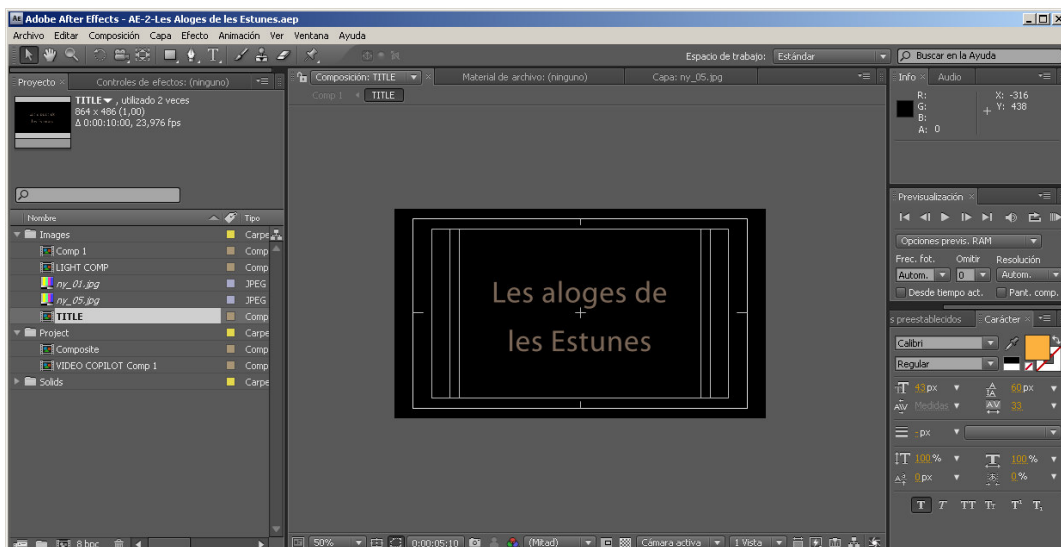 Adobe After Effects - AE-2-Les Aloges de les Estunes.aep
Archivo Editar Composición Capa Efecto Animación Ver Ventana Ayuda
Espacio de trabajo: Estándar Buscar en la Ayuda
Proyecto Controles de efectos: (ninguno) Composición: TITLE Material de archivo: (ninguno) Capa: ny_05.jpg Info Audio
TITLE , utilizado 2 veces
864 x 486 (1,00)
Δ 0:00:10:00, 23,976 fps
Comp 1 TITLE
R: X: -316
G: Y: 438
B:
A: 0
Nombre Tipo
Images Carpe
Comp 1 Comp
LIGHT COMP Comp
ny_01.jpg JPEG
ny_05.jpg JPEG
TITLE Comp
Project Carpe
Composite Comp
VIDEO COPILOT Comp 1 Comp
Solids Carpe
8 bpc
Les aloges de
les Estunes
50% 0:00:05:10 (Mitad) Cámara activa 1 Vista
Previsualización
Opciones previs. RAM
Frec. fot. Omitir Resolución
Autom. 0 Autom.
Desde tiempo act. Pant. comp.
s preestablecidos Carácter
Calibri
Regular
43 px 60 px
Medidas 33
- px
100 % 100 %
0 px 0 %
T T TT Tt T¹ T₁